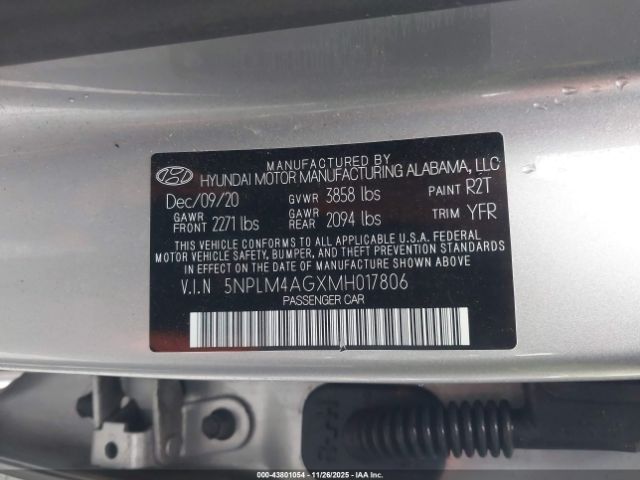 MANUFACTURED BY
HYUNDAI MOTOR MANUFACTURING ALABAMA, LLC
Dec/09/20 GVWR 3858 lbs PAINT R2T
GAWR FRONT 2271 lbs GAWR REAR 2094 lbs TRIM YFR
THIS VEHICLE CONFORMS TO ALL APPLICABLE U.S.A. FEDERAL
MOTOR VEHICLE SAFETY, BUMPER, AND THEFT PREVENTION STANDARDS
IN EFFECT ON THE DATE OF MANUFACTURE SHOWN ABOVE
V.I.N 5NPLM4AGXMH017806
PASSENGER CAR
00-43801054 - 11/26/2025 - © IAA Inc.